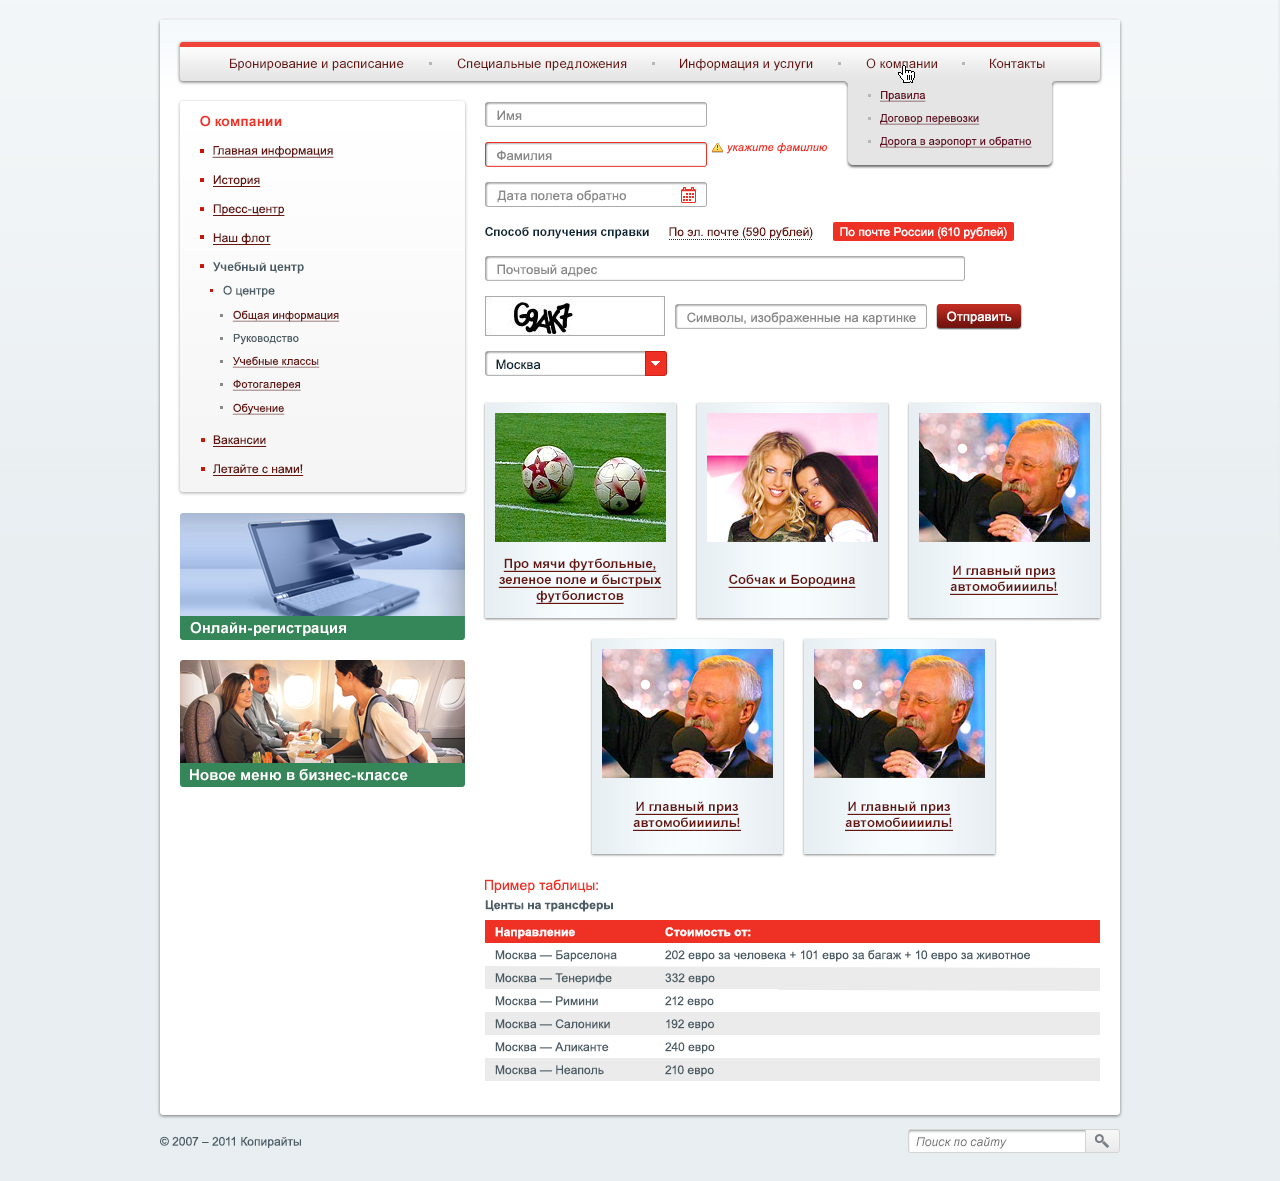 Бронирование и расписание
Специальные предложения
Информация и услуги
О компании
Контакты
Правила
Договор перевозки
Дорога в аэропорт и обратно
О компании
Главная информация
История
Пресс-центр
Наш флот
Учебный центр
О центре
Общая информация
Руководство
Учебные классы
Фотогалерея
Обучение
Вакансии
Летайте с нами!
Онлайн-регистрация
Новое меню в бизнес-классе
Имя
Фамилия
укажите фамилию
Дата полета обратно
Способ получения справки
По эл. почте (590 рублей)
По почте России (610 рублей)
Почтовый адрес
G9AK7
Символы, изображенные на картинке
Отправить
Москва
Про мячи футбольные,
зеленое поле и быстрых
футболистов
Собчак и Бородина
И главный приз
автомобииииль!
И главный приз
автомобииииль!
И главный приз
автомобииииль!
Пример таблицы:
Центы на трансферы
Направление Стоимость от:
Москва — Барселона 202 евро за человека + 101 евро за багаж + 10 евро за животное
Москва — Тенерифе 332 евро
Москва — Римини 212 евро
Москва — Салоники 192 евро
Москва — Аликанте 240 евро
Москва — Неаполь 210 евро
© 2007 – 2011 Копирайты
Поиск по сайту